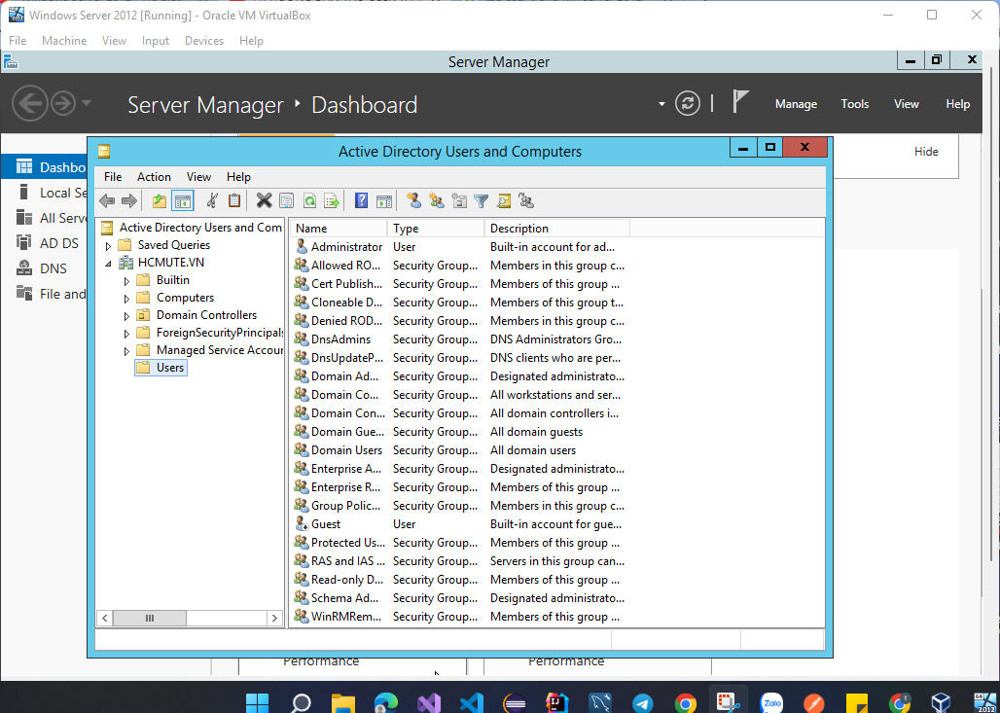 Windows Server 2012 [Running] - Oracle VM VirtualBox
File Machine View Input Devices Help
Server Manager
Server Manager Dashboard
Manage Tools View Help
Active Directory Users and Computers
Hide
File Action View Help
Dashbo
Local Se
All Serve
AD DS
DNS
File and
Active Directory Users and Com
Saved Queries
HCMUTE.VN
Builtin
Computers
Domain Controllers
ForeignSecurityPrincipals
Managed Service Accour
Users
Name Type Description
Administrator User Built-in account for ad...
Allowed RO... Security Group... Members in this group c...
Cert Publish... Security Group... Members of this group ...
Cloneable D... Security Group... Members of this group t...
Denied ROD... Security Group... Members in this group c...
DnsAdmins Security Group... DNS Administrators Gro...
DnsUpdateP... Security Group... DNS clients who are per...
Domain Ad... Security Group... Designated administrato...
Domain Co... Security Group... All workstations and ser...
Domain Con... Security Group... All domain controllers i...
Domain Gue... Security Group... All domain guests
Domain Users Security Group... All domain users
Enterprise A... Security Group... Designated administrato...
Enterprise R... Security Group... Members of this group ...
Group Polic... Security Group... Members in this group c...
Guest User Built-in account for gue...
Protected Us... Security Group... Members of this group ...
RAS and IAS ... Security Group... Servers in this group can...
Read-only D... Security Group... Members of this group ...
Schema Ad... Security Group... Designated administrato...
WinRMRem... Security Group... Members of this group ...
Performance Performance
Zalo
2012